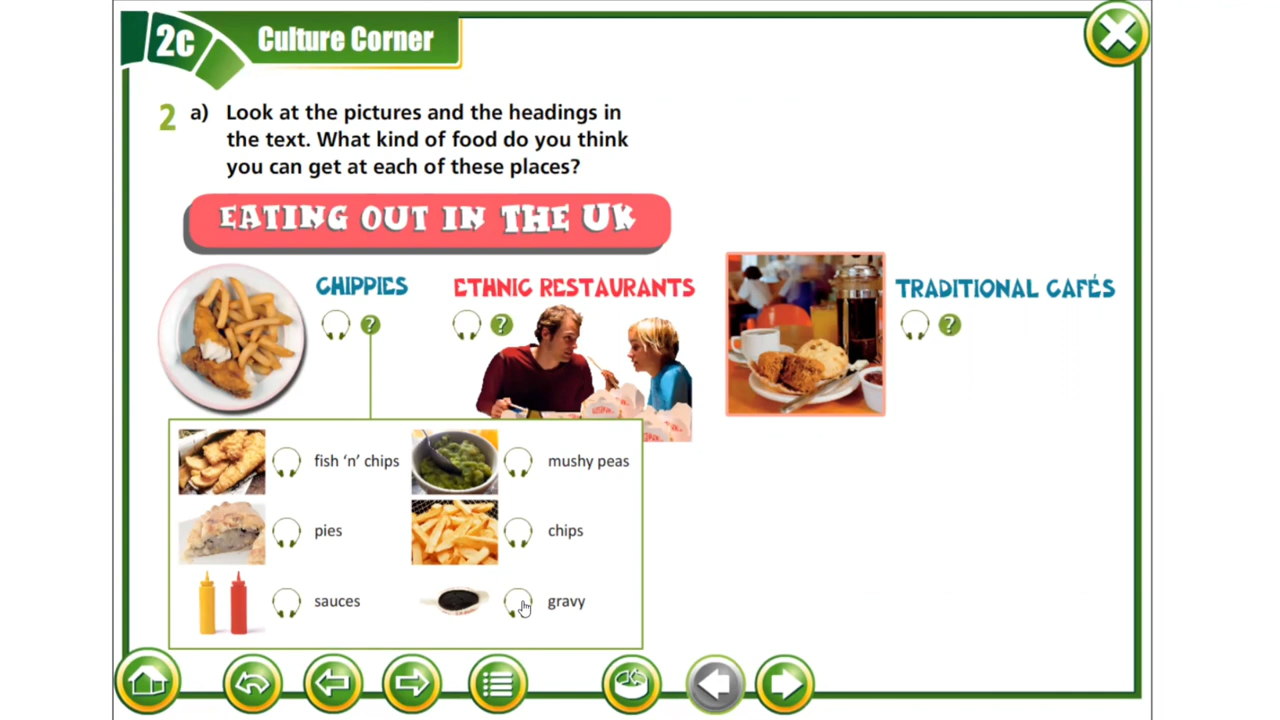 2c Culture Corner
2 a) Look at the pictures and the headings in
the text. What kind of food do you think
you can get at each of these places?
EATING OUT IN THE UK
CHIPPIES
?
ETHNIC RESTAURANTS
?
TRADITIONAL CAFÉS
?
fish ‘n’ chips
mushy peas
pies
chips
sauces
gravy